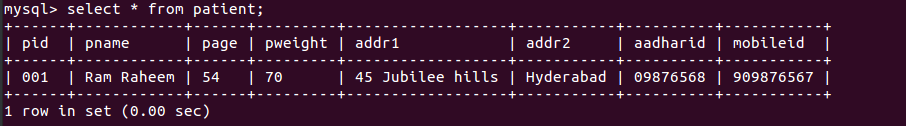 mysql> select * from patient;
+------+------------+------+---------+------------------+-----------+----------+-----------+
| pid  | pname      | page | pweight | addr1            | addr2     | aadharid | mobileid  |
+------+------------+------+---------+------------------+-----------+----------+-----------+
| 001  | Ram Raheem | 54   | 70      | 45 Jubilee hills | Hyderabad | 09876568 | 909876567 |
+------+------------+------+---------+------------------+-----------+----------+-----------+
1 row in set (0.00 sec)